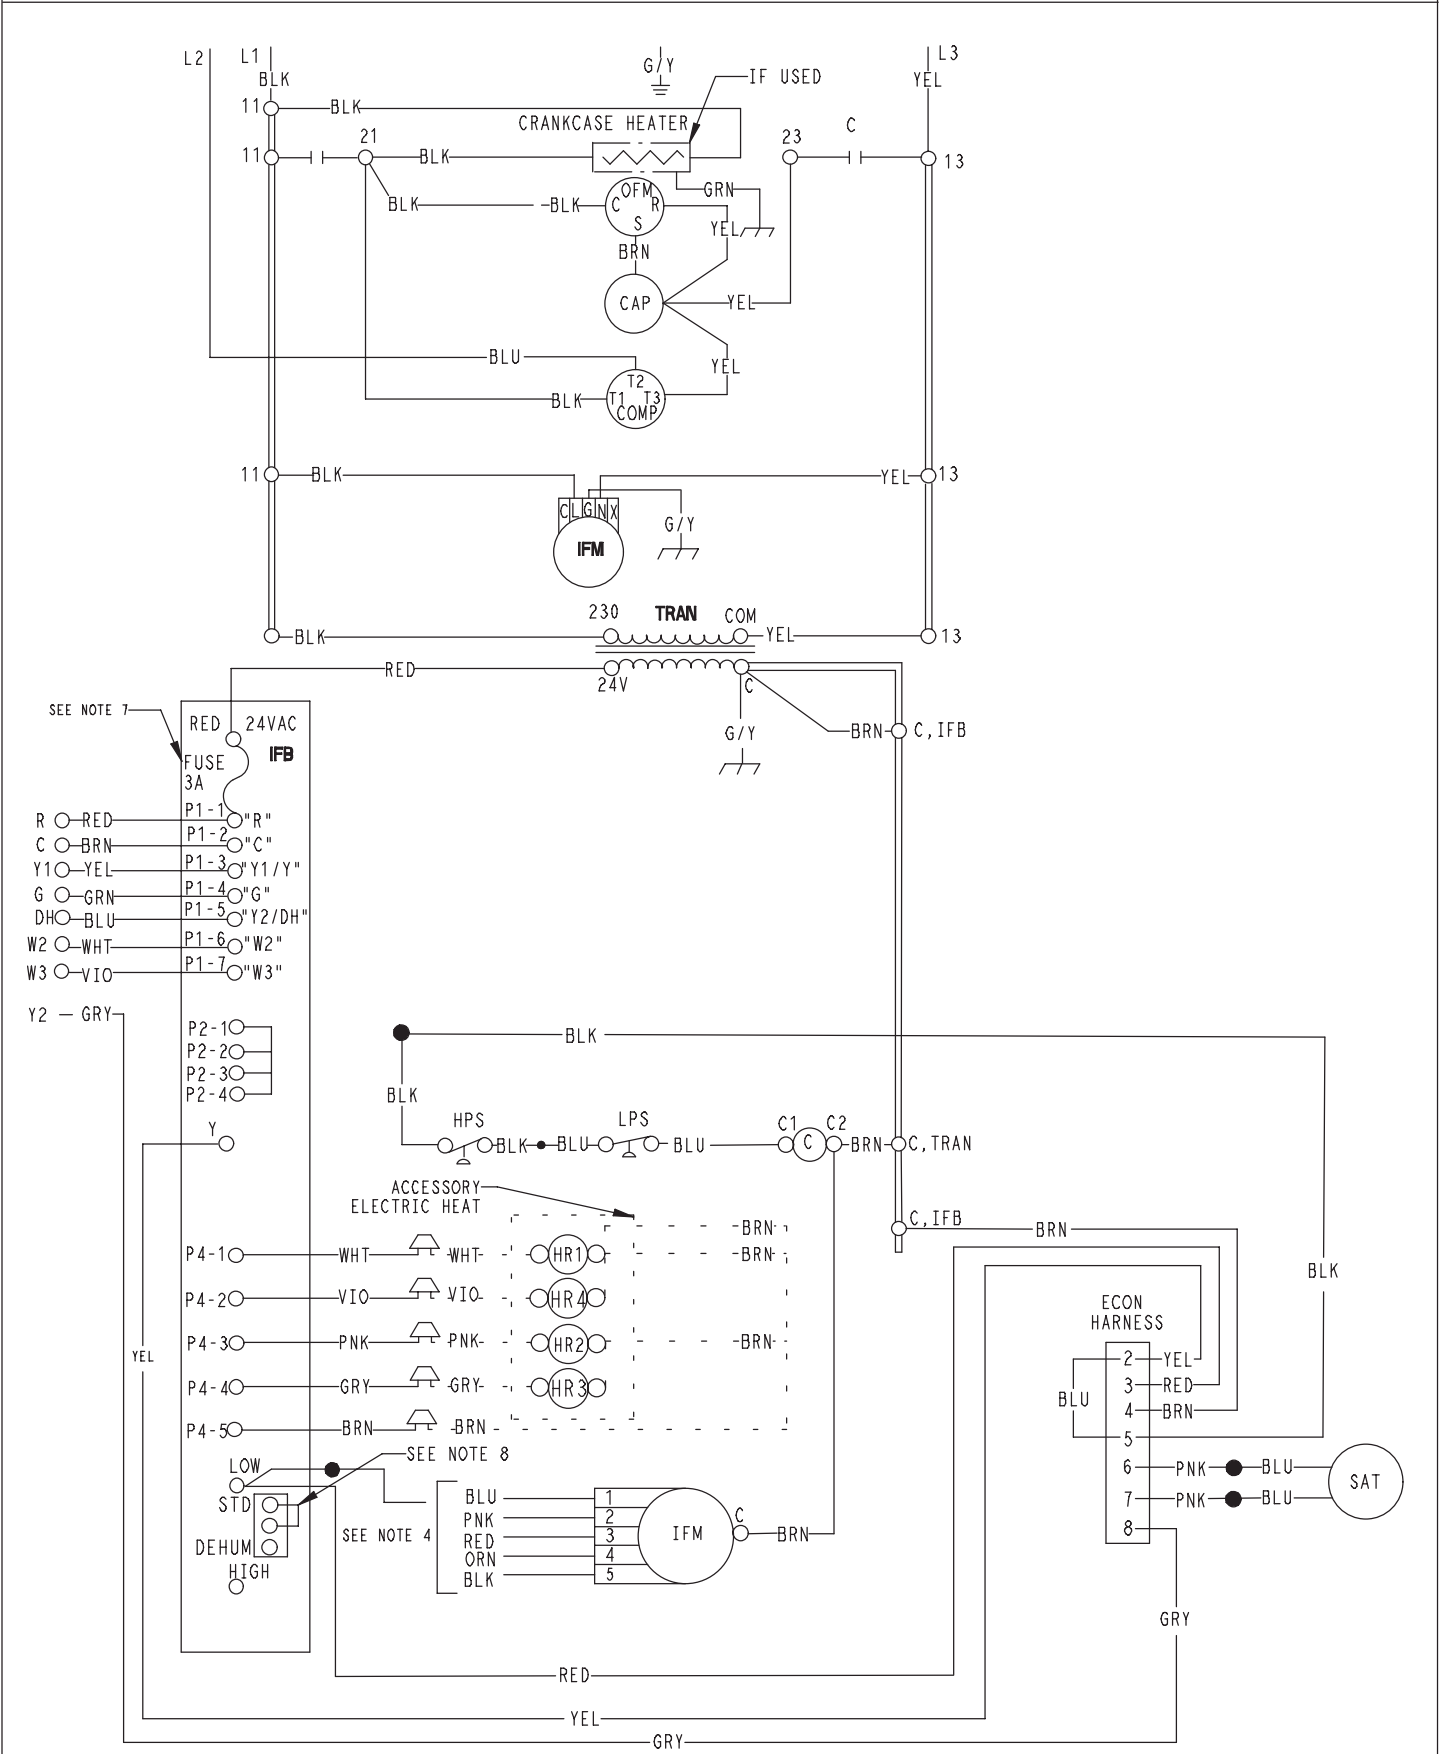 L2 L1 G/Y L3
BLK IF USED YEL
11 BLK
CRANKCASE HEATER
11 21 BLK 23 C 13
BLK -BLK OFM C R S GRN
YEL
BRN
CAP YEL
BLU YEL
T2
BLK T1 T3
COMP
11 BLK YEL 13
C L G N X
G/Y
IFM
230 TRAN COM
BLK YEL 13
RED
24V C
SEE NOTE 7
RED 24VAC
G/Y BRN C, IFB
IFB
FUSE
3A
R RED P1-1 "R"
C BRN P1-2 "C"
Y1 YEL P1-3 "Y1/Y"
G GRN P1-4 "G"
DH BLU P1-5 "Y2/DH"
W2 WHT P1-6 "W2"
W3 VIO P1-7 "W3"
Y2 - GRY
P2-1
P2-2
P2-3
P2-4
BLK
BLK
HPS LPS C1 C2
Y BLK BLU BLU C BRN C, TRAN
ACCESSORY
ELECTRIC HEAT
C, IFB BRN
BRN
P4-1 WHT WHT HR1 BRN
P4-2 VIO VIO HR4
P4-3 PNK PNK HR2 BRN
P4-4 GRY GRY HR3
P4-5 BRN BRN
YEL
BLK
ECON
HARNESS
2 YEL
3 RED
BLU 4 BRN
5
6 PNK BLU
7 PNK BLU
8
SAT
LOW SEE NOTE 8
STD
DEHUM
HIGH
SEE NOTE 4
BLU 1
PNK 2
RED 3
ORN 4
BLK 5
IFM C BRN
GRY
RED
YEL
GRY